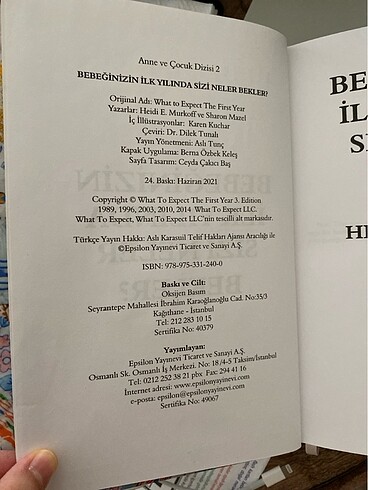 Anne ve Çocuk Dizisi 2
BEBEĞİNİZİN İLK YILINDA SİZİ NELER BEKLER?
Orijinal Adı: What to Expect The First Year
Yazarlar: Heidi E. Murkoff ve Sharon Mazel
İç İllüstrasyonlar: Karen Kuchar
Çeviri: Dr. Dilek Tunalı
Yayın Yönetmeni: Aslı Tunç
Kapak Uygulama: Berna Özbek Keleş
Sayfa Tasarım: Ceyda Çakıcı Baş
24. Baskı: Haziran 2021
Copyright © What To Expect The First Year 3. Edition
1989, 1996, 2003, 2010, 2014 What To Expect LLC.
What To Expect, What To Expect LLC'nin tescilli alt markasıdır.
Türkçe Yayın Hakkı: Aslı Karasuil Telif Hakları Ajansı Aracılığı ile
©Epsilon Yayınevi Ticaret ve Sanayi A.Ş.
ISBN: 978-975-331-240-0
Baskı ve Cilt:
Oksijen Basım
Seyrantepe Mahallesi İbrahim Karaoğlanoğlu Cad. No:35/3
Kağıthane - İstanbul
Tel: 212 283 10 15
Sertifika No: 40379
Yayımlayan:
Epsilon Yayınevi Ticaret ve Sanayi A.Ş.
Osmanlı Sk. Osmanlı İş Merkezi. No: 18 /4-5 Taksim/İstanbul
Tel: 0212 252 38 21 pbx Fax: 294 41 16
İnternet adresi: www.epsilonyayinevi.com
e-posta: epsilon@epsilonyayinevi.com
Sertifika No: 49067
BE
İL
S
HE